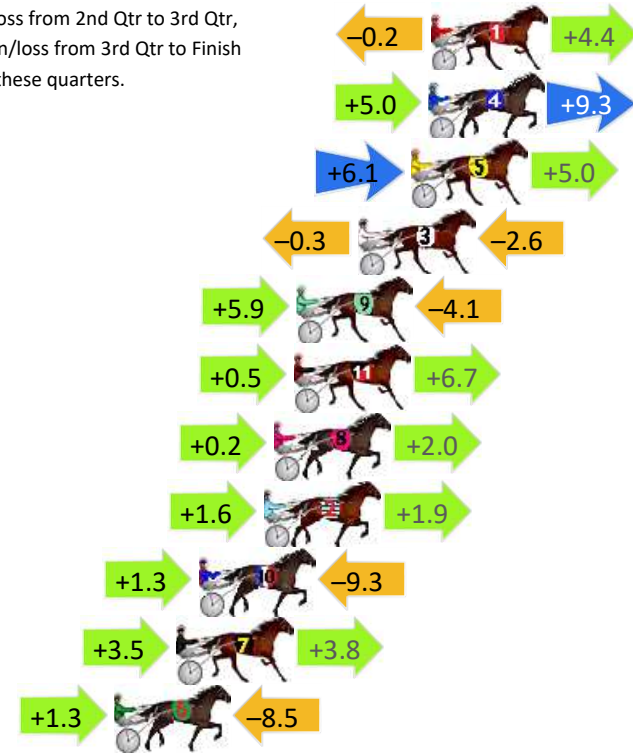 oss from 2nd Qtr to 3rd Qtr,
n/loss from 3rd Qtr to Finish
these quarters.
–0.2 1 +4.4
+5.0 4 +9.3
+6.1 5 +5.0
–0.3 3 –2.6
+5.9 9 –4.1
+0.5 11 +6.7
+0.2 8 +2.0
+1.6 2 +1.9
+1.3 10 –9.3
+3.5 7 +3.8
+1.3 6 –8.5